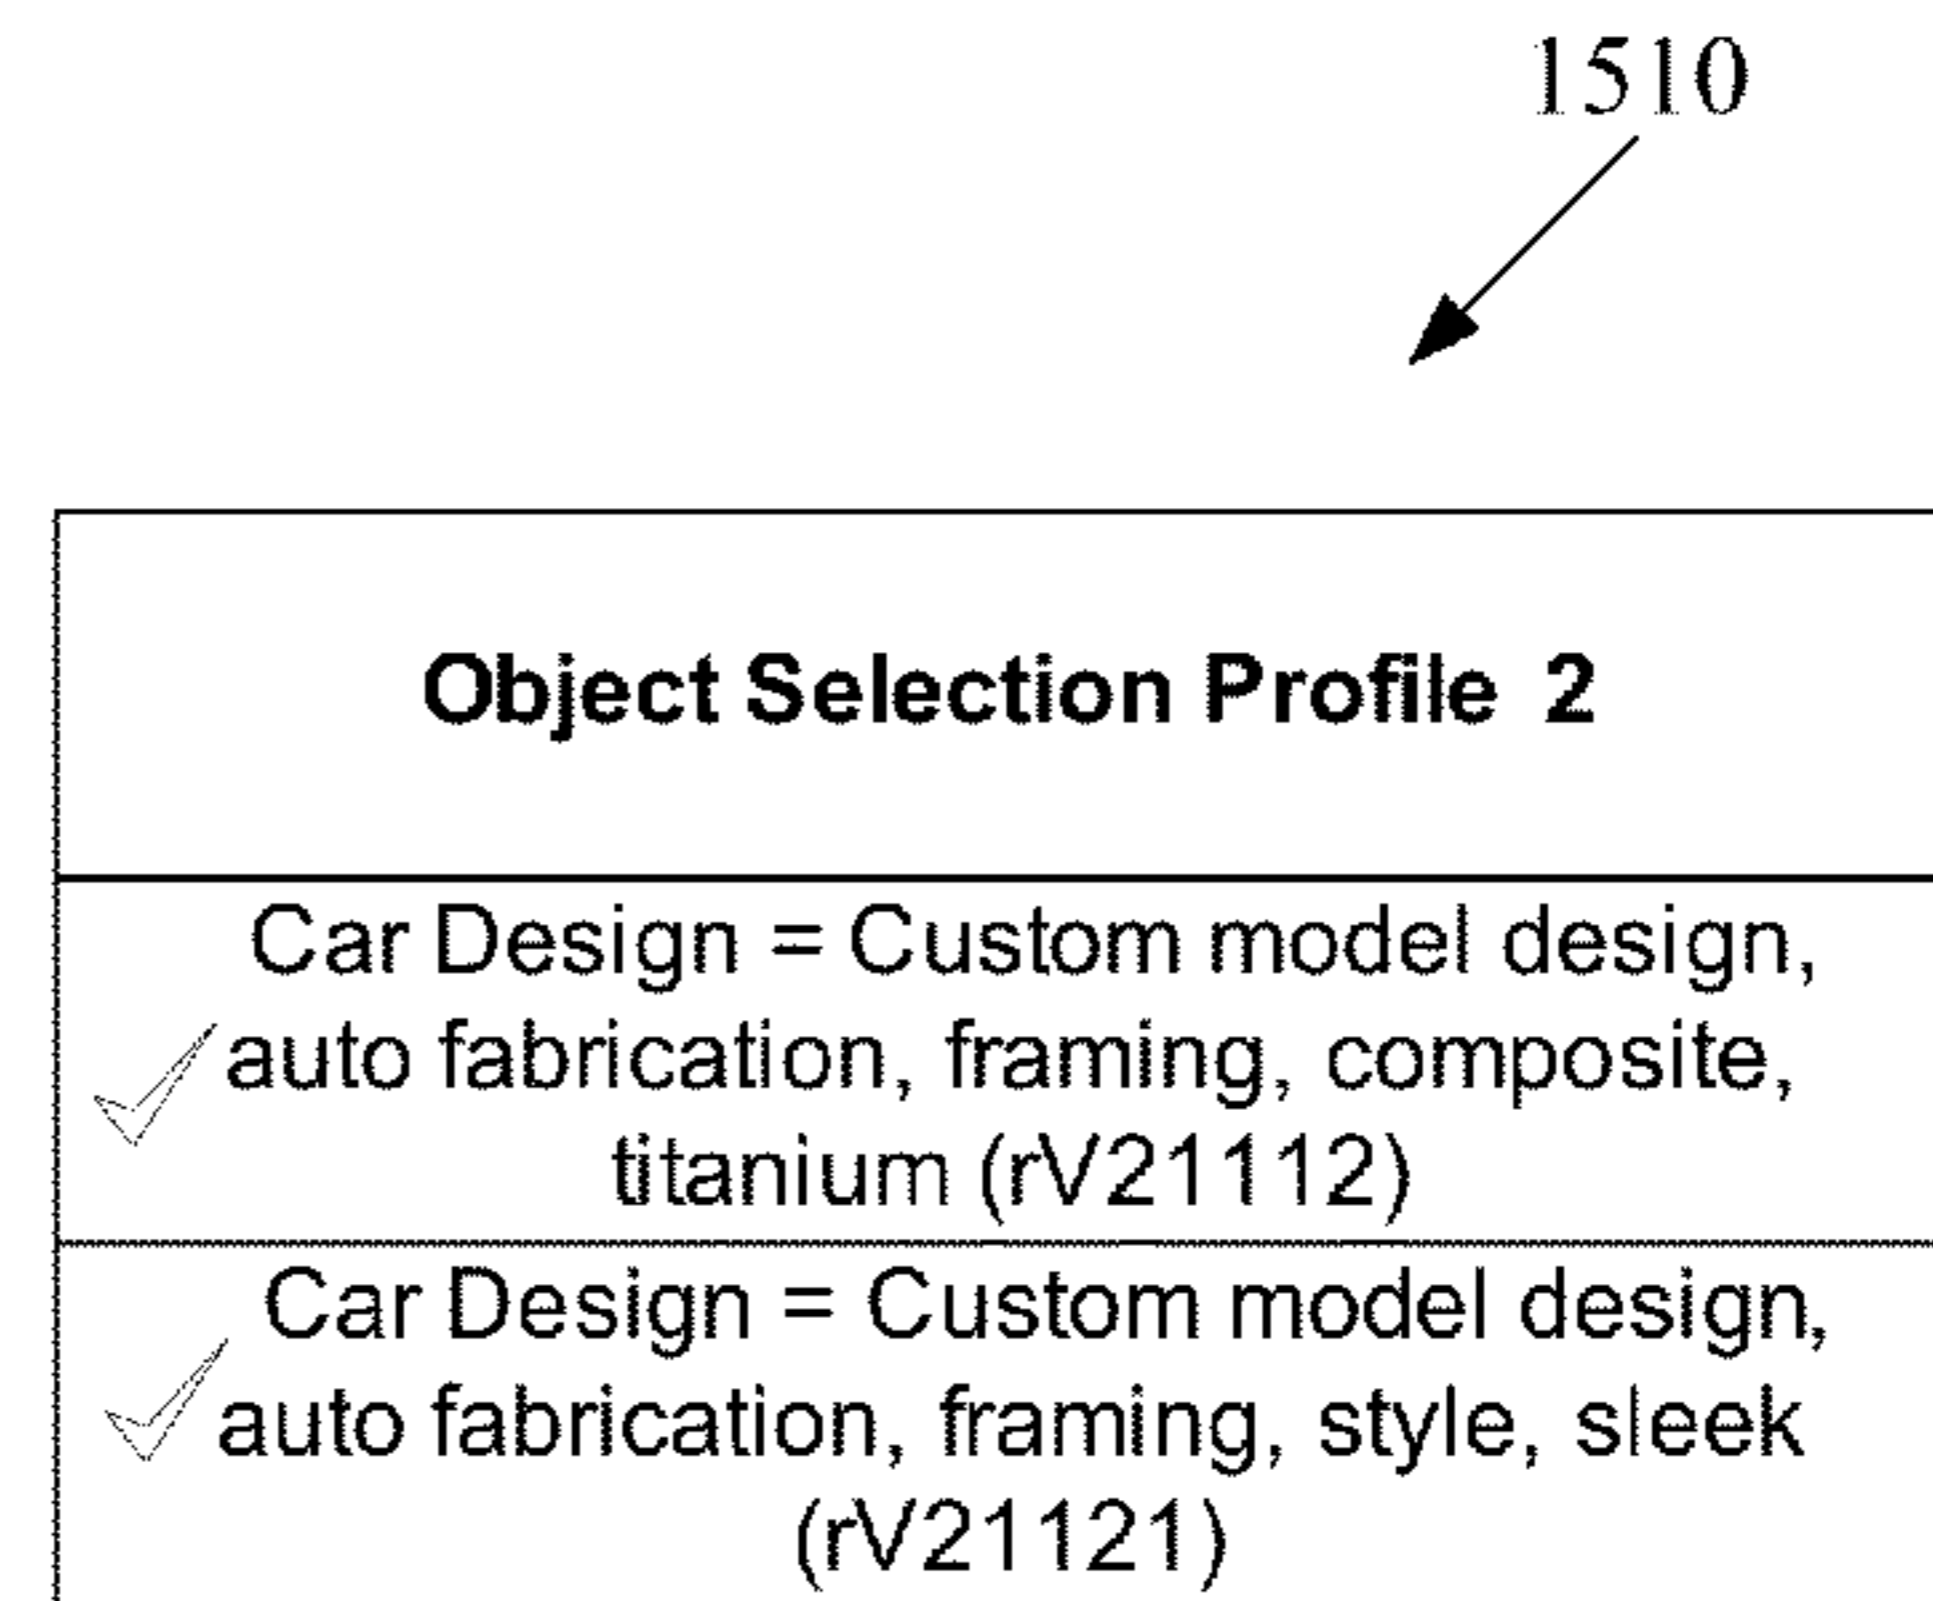 1510
Object Selection Profile 2
Car Design = Custom model design,
auto fabrication, framing, composite,
titanium (rV21112)
Car Design = Custom model design,
auto fabrication, framing, style, sleek
(rV21121)